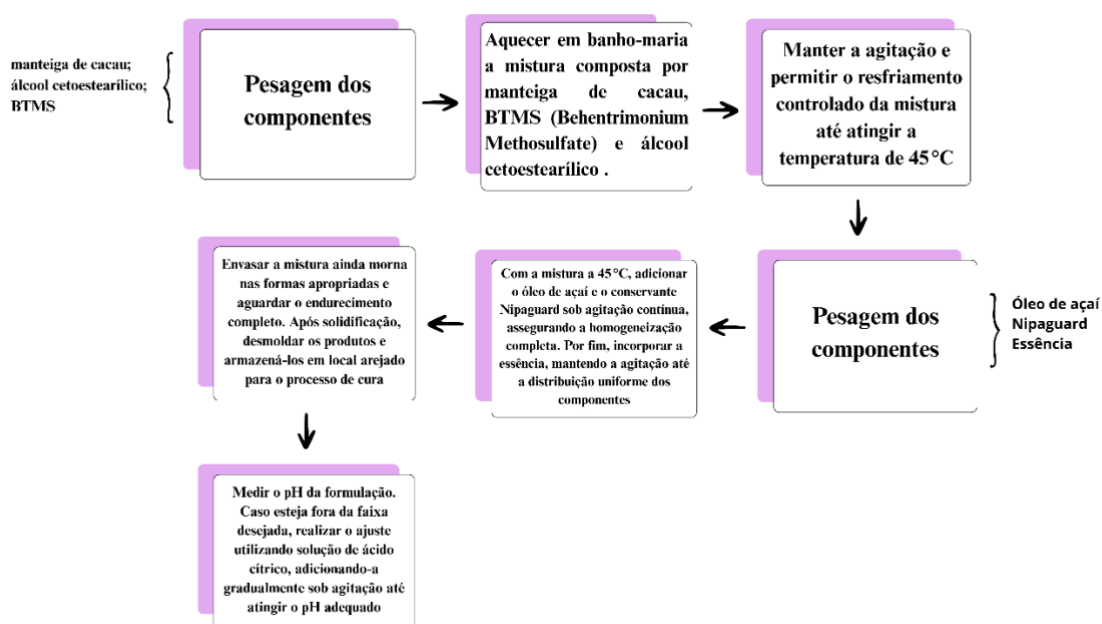 manteiga de cacau;
álcool cetoestearílico;
BTMS
Pesagem dos
componentes
Aquecer em banho-maria
a mistura composta por
manteiga de cacau,
BTMS (Behentrimonium
Methosulfate) e álcool
cetoestearílico .
Manter a agitação e
permitir o resfriamento
controlado da mistura
até atingir a
temperatura de 45°C
Pesagem dos
componentes
Óleo de açaí
Nipaguard
Essência
Com a mistura a 45°C, adicionar
o óleo de açaí e o conservante
Nipaguard sob agitação contínua,
assegurando a homogeneização
completa. Por fim, incorporar a
essência, mantendo a agitação até
a distribuição uniforme dos
componentes
Envasar a mistura ainda morna
nas formas apropriadas e
aguardar o endurecimento
completo. Após solidificação,
desmoldar os produtos e
armazená-los em local arejado
para o processo de cura
Medir o pH da formulação.
Caso esteja fora da faixa
desejada, realizar o ajuste
utilizando solução de ácido
cítrico, adicionando-a
gradualmente sob agitação até
atingir o pH adequado